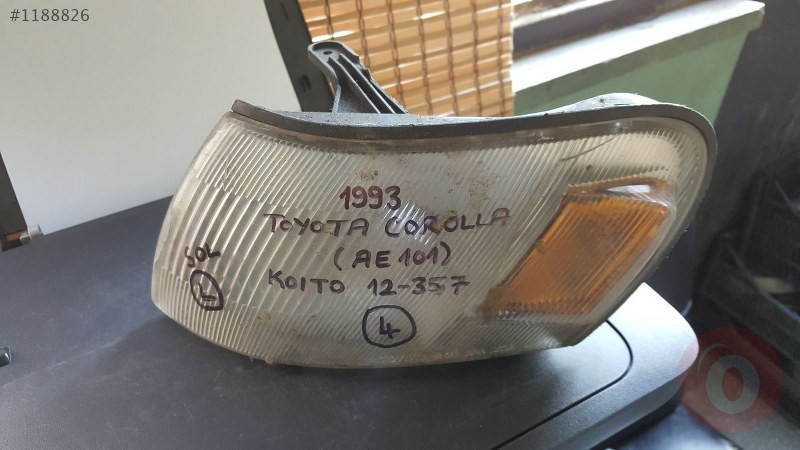 #1188826
1993
TOYOTA COROLLA
(AE 101)
SOL
L
KOITO 12-357
4